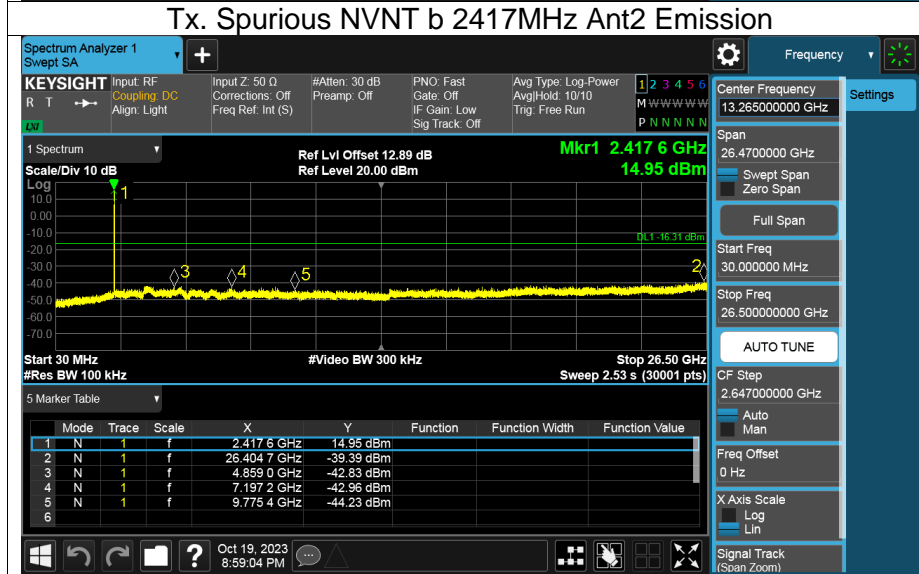 Tx. Spurious NVNT b 2417MHz Ant2 Emission
Spectrum Analyzer 1
Swept SA
+
Frequency
Settings
KEYSIGHT
R T
LXI
Input: RF
Coupling: DC
Align: Light
Input Z: 50 Ω
Corrections: Off
Freq Ref: Int (S)
#Atten: 30 dB
Preamp: Off
PNO: Fast
Gate: Off
IF Gain: Low
Sig Track: Off
Avg Type: Log-Power
Avg|Hold: 10/10
Trig: Free Run
1 2 3 4 5 6
M W W W W W
P N N N N N
1 Spectrum
Scale/Div 10 dB
Ref Lvl Offset 12.89 dB
Ref Level 20.00 dBm
Mkr1 2.417 6 GHz
14.95 dBm
Log
10.0
0.00
-10.0
-20.0
-30.0
-40.0
-50.0
-60.0
-70.0
1
3
4
5
2
DL1 -16.31 dBm
Start 30 MHz
#Res BW 100 kHz
#Video BW 300 kHz
Stop 26.50 GHz
Sweep 2.53 s (30001 pts)
5 Marker Table
Mode Trace Scale X Y Function Function Width Function Value
1 N 1 f 2.417 6 GHz 14.95 dBm
2 N 1 f 26.404 7 GHz -39.39 dBm
3 N 1 f 4.859 0 GHz -42.83 dBm
4 N 1 f 7.197 2 GHz -42.96 dBm
5 N 1 f 9.775 4 GHz -44.23 dBm
6
Center Frequency
13.265000000 GHz
Span
26.4700000 GHz
Swept Span
Zero Span
Full Span
Start Freq
30.000000 MHz
Stop Freq
26.500000000 GHz
AUTO TUNE
CF Step
2.647000000 GHz
Auto
Man
Freq Offset
0 Hz
X Axis Scale
Log
Lin
Signal Track
(Span Zoom)
?
Oct 19, 2023
8:59:04 PM